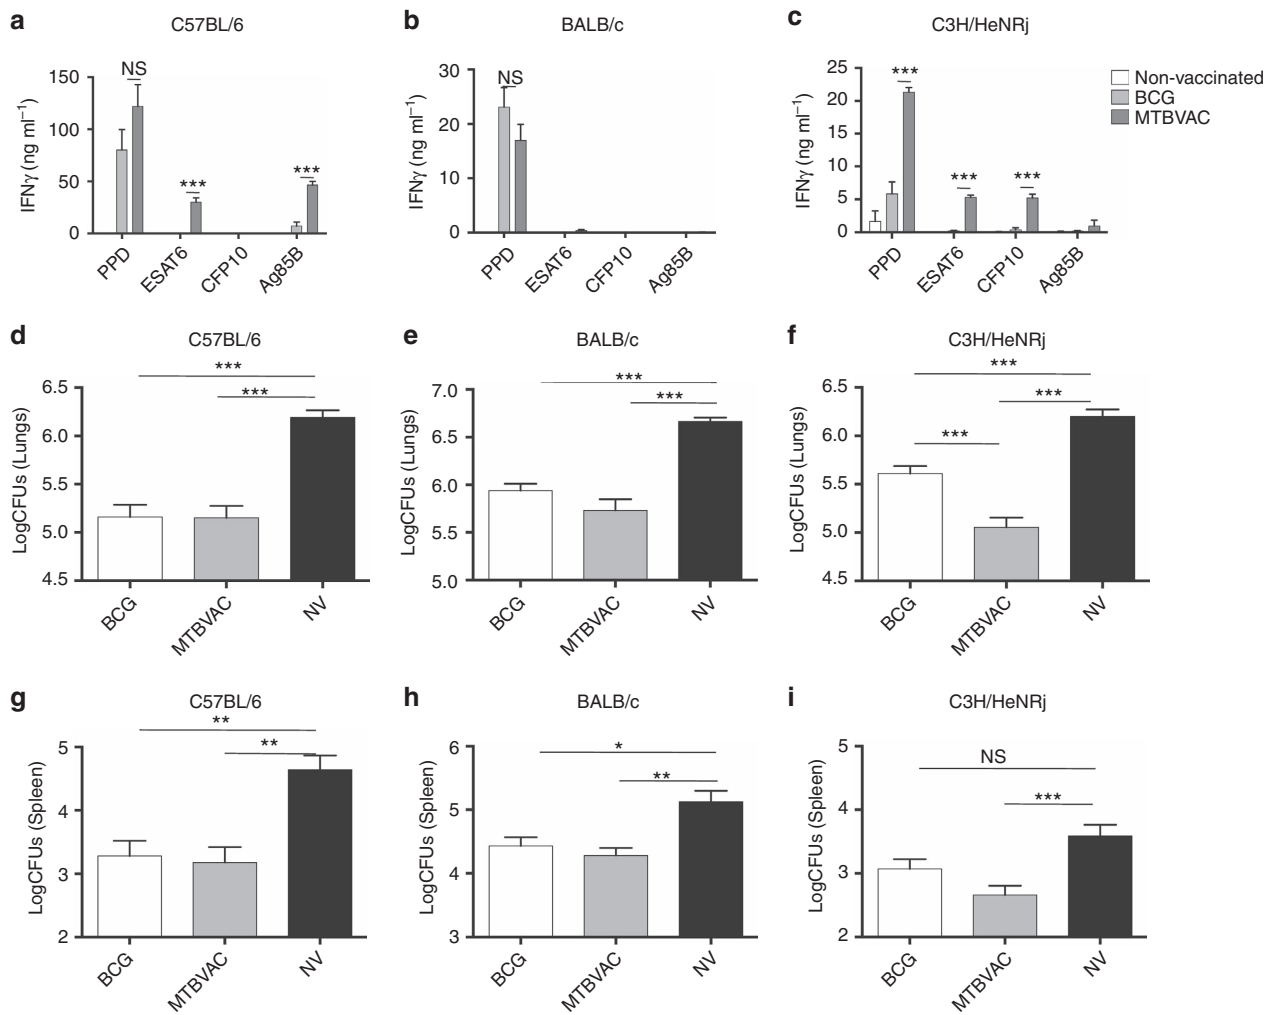 a
C57BL/6
IFNγ (ng ml⁻¹)
150
100
50
0
NS
***
***
PPD
ESAT6
CFP10
Ag85B
b
BALB/c
IFNγ (ng ml⁻¹)
30
20
10
0
NS
PPD
ESAT6
CFP10
Ag85B
c
C3H/HeNRj
IFNγ (ng ml⁻¹)
25
20
15
10
5
0
***
***
***
PPD
ESAT6
CFP10
Ag85B
Non-vaccinated
BCG
MTBVAC
d
C57BL/6
LogCFUs (Lungs)
6.5
6.0
5.5
5.0
4.5
***
***
BCG
MTBVAC
NV
e
BALB/c
LogCFUs (Lungs)
7.0
6.5
6.0
5.5
5.0
***
***
BCG
MTBVAC
NV
f
C3H/HeNRj
LogCFUs (Lungs)
6.5
6.0
5.5
5.0
4.5
***
***
***
BCG
MTBVAC
NV
g
C57BL/6
LogCFUs (Spleen)
5
4
3
2
**
**
BCG
MTBVAC
NV
h
BALB/c
LogCFUs (Spleen)
6
5
4
3
*
**
BCG
MTBVAC
NV
i
C3H/HeNRj
LogCFUs (Spleen)
5
4
3
2
NS
***
BCG
MTBVAC
NV